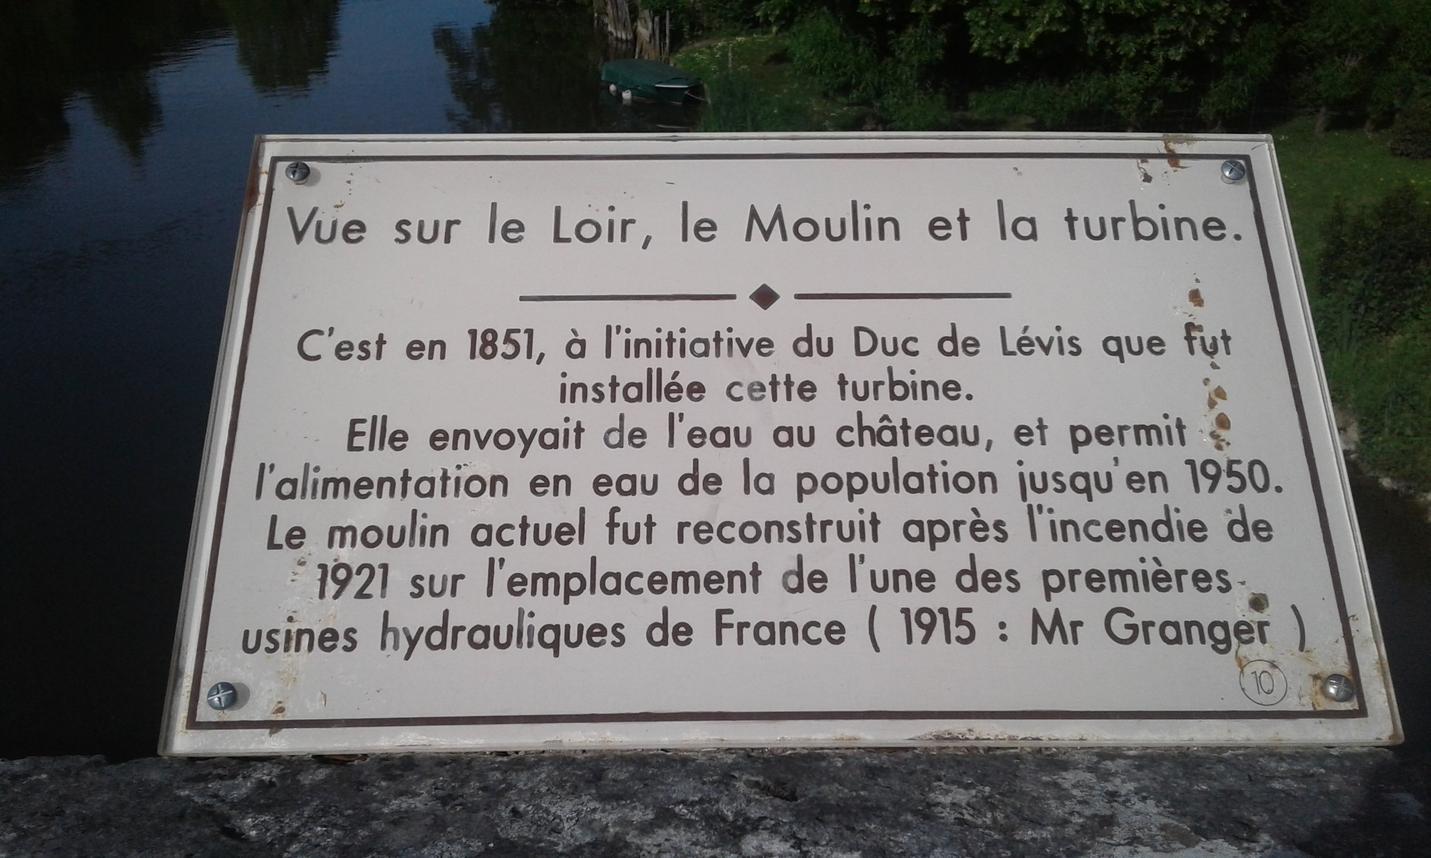 Vue sur le Loir, le Moulin et la turbine.
C'est en 1851, à l'initiative du Duc de Lévis que fut
installée cette turbine.
Elle envoyait de l'eau au château, et permit
l'alimentation en eau de la population jusqu'en 1950.
Le moulin actuel fut reconstruit après l'incendie de
1921 sur l'emplacement de l'une des premières
usines hydrauliques de France ( 1915 : Mr Granger )
10